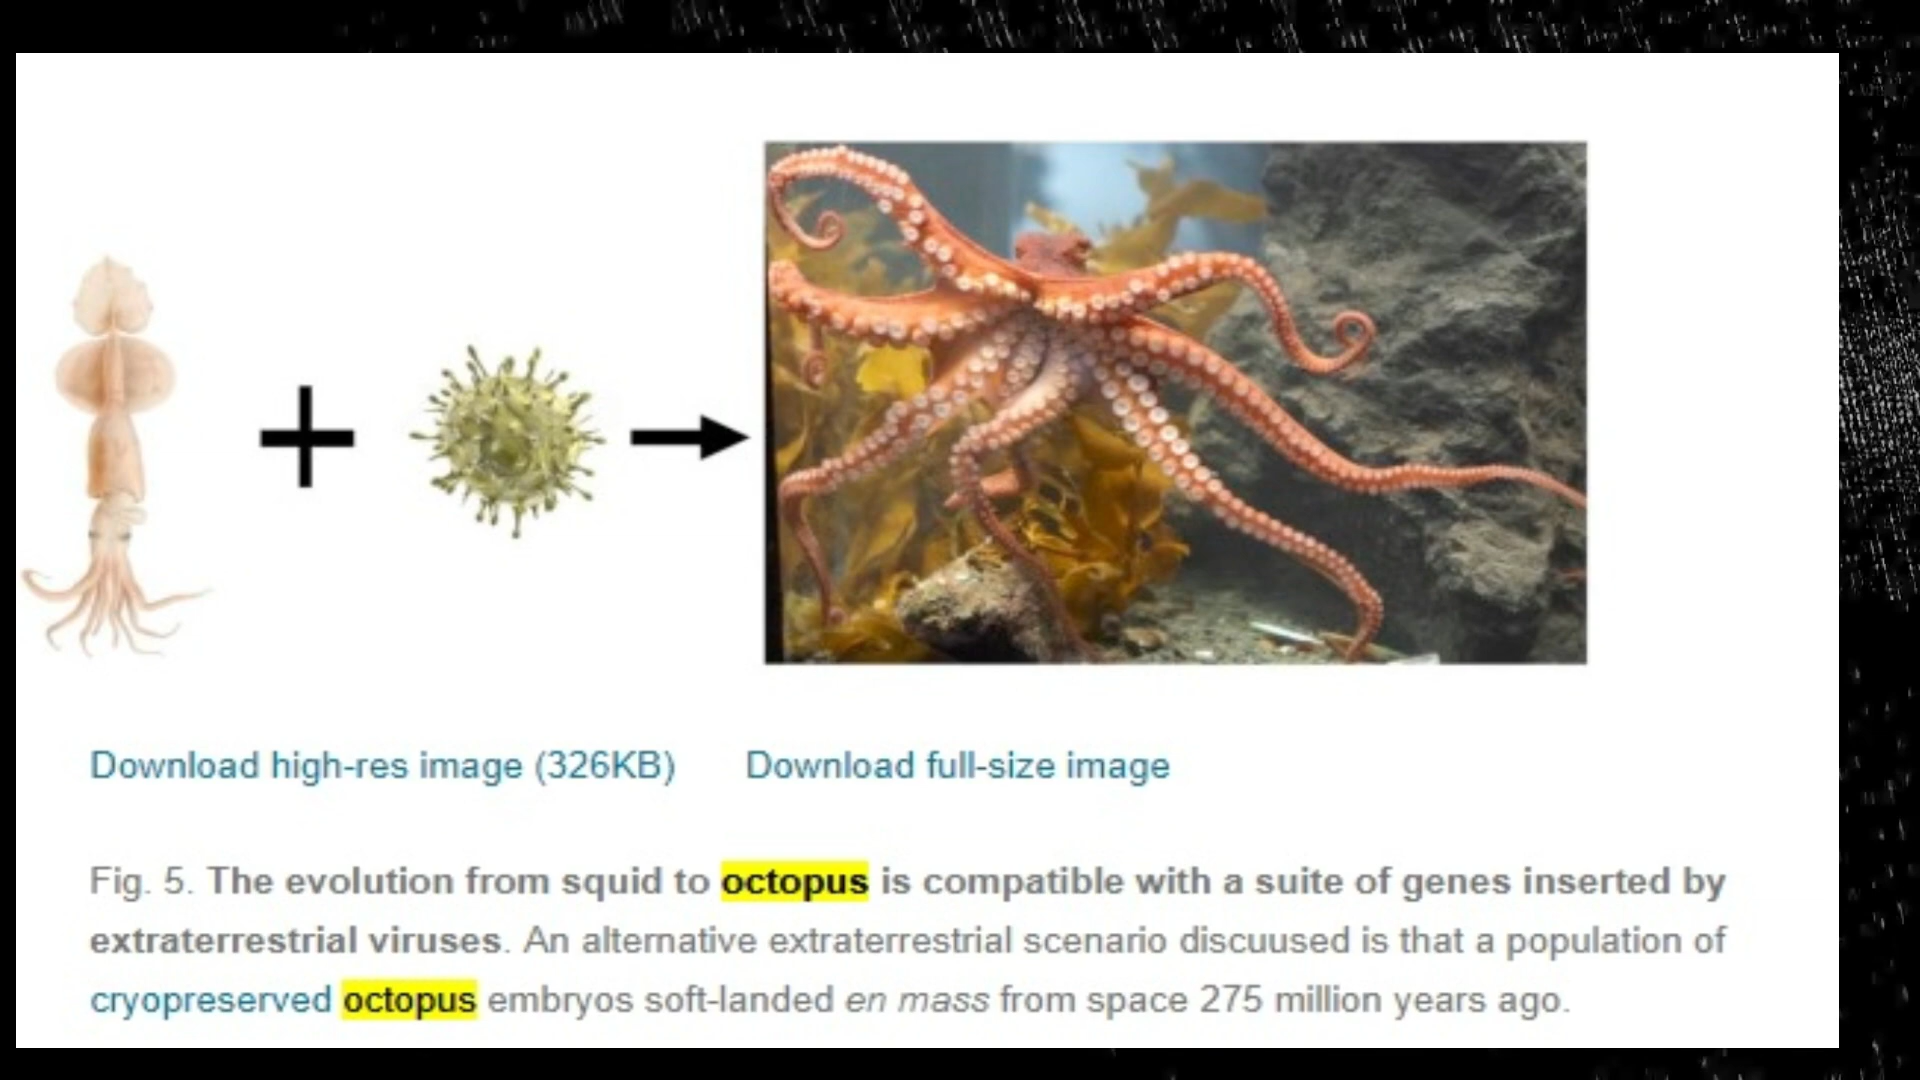 Download high-res image (326KB) Download full-size image
Fig. 5. The evolution from squid to octopus is compatible with a suite of genes inserted by
extraterrestrial viruses. An alternative extraterrestrial scenario discuused is that a population of
cryopreserved octopus embryos soft-landed en mass from space 275 million years ago.